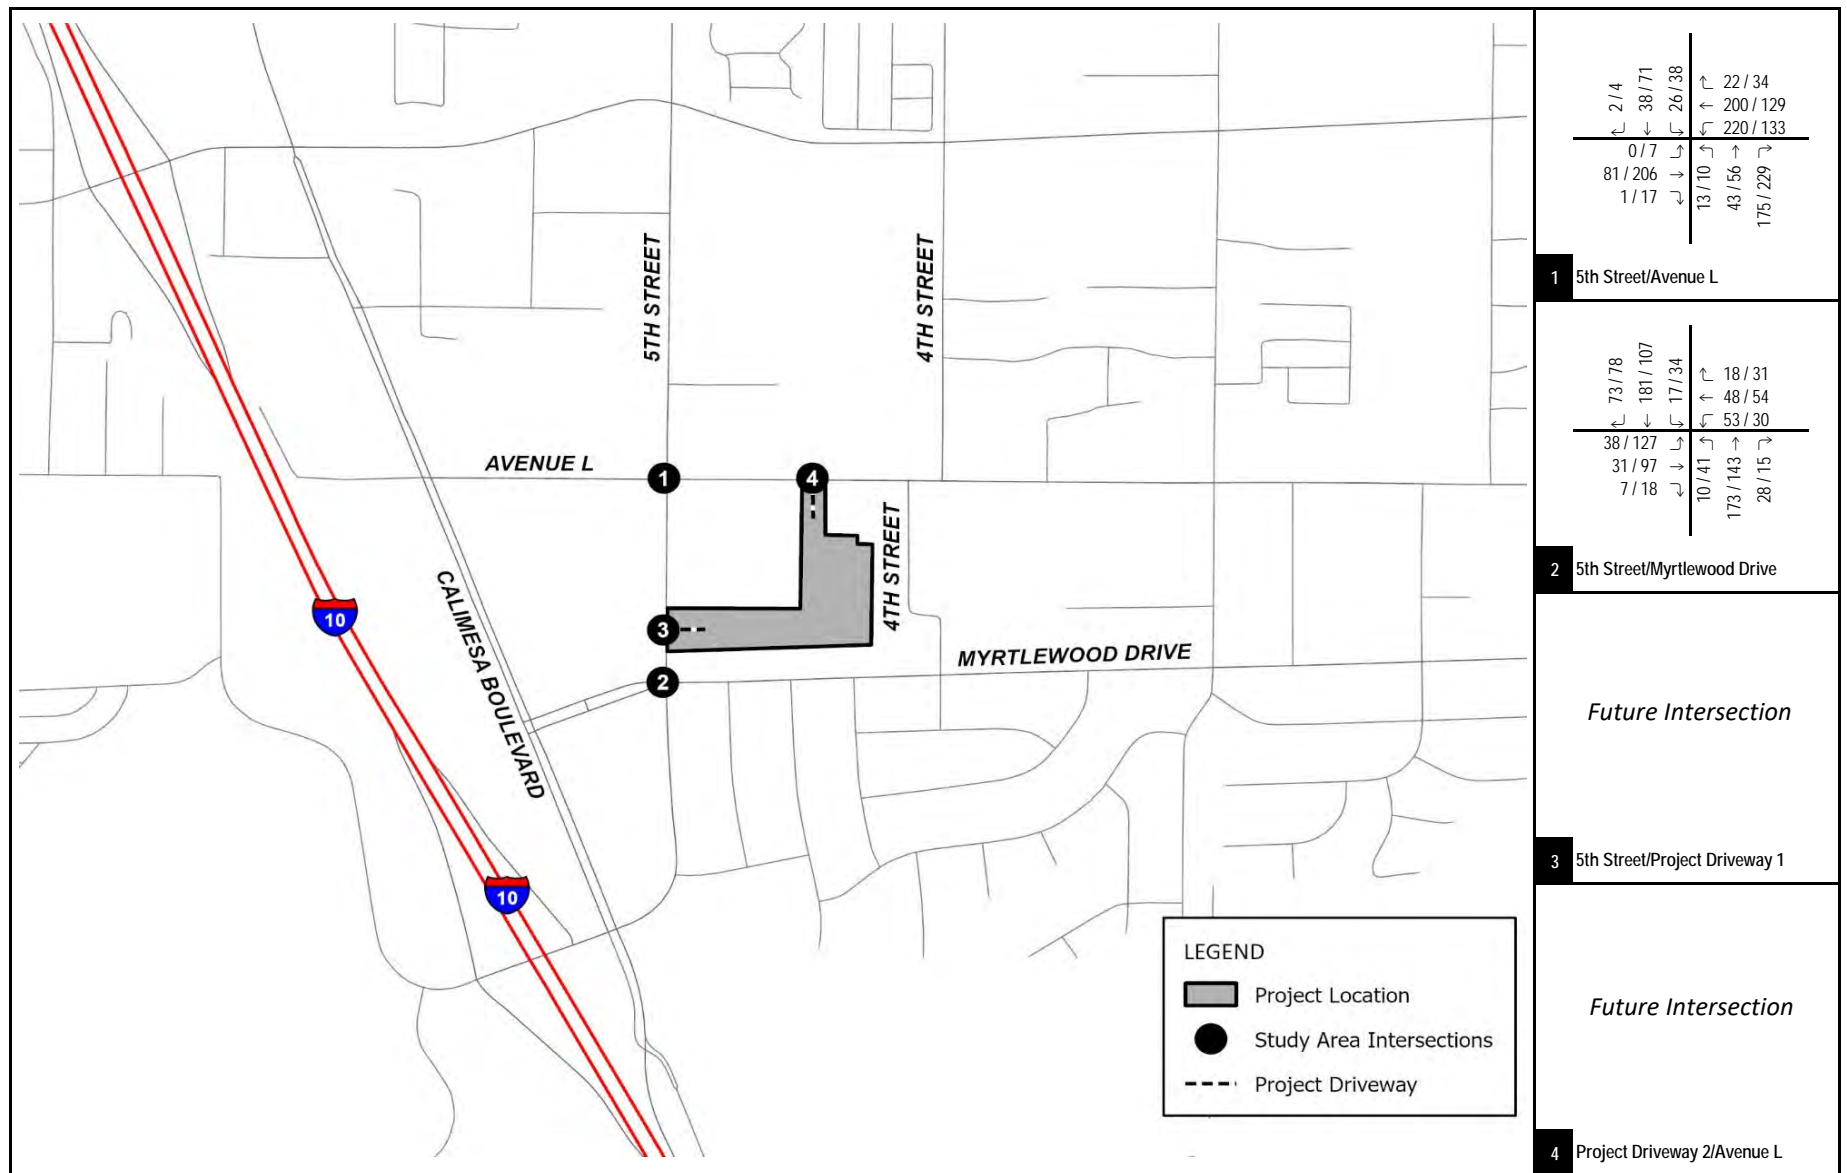 5TH STREET
4TH STREET
AVENUE L
1
4
4TH STREET
10
CALIMESA BOULEVARD
3
MYRTLEWOOD DRIVE
2
10
LEGEND
Project Location
Study Area Intersections
Project Driveway
2 / 4
38 / 71
26 / 38
22 / 34
200 / 129
220 / 133
0 / 7
81 / 206
1 / 17
13 / 10
43 / 56
175 / 229
1 5th Street/Avenue L
73 / 78
181 / 107
17 / 34
18 / 31
48 / 54
53 / 30
38 / 127
31 / 97
7 / 18
10 / 41
173 / 143
28 / 15
2 5th Street/Myrtlewood Drive
Future Intersection
3 5th Street/Project Driveway 1
Future Intersection
4 Project Driveway 2/Avenue L